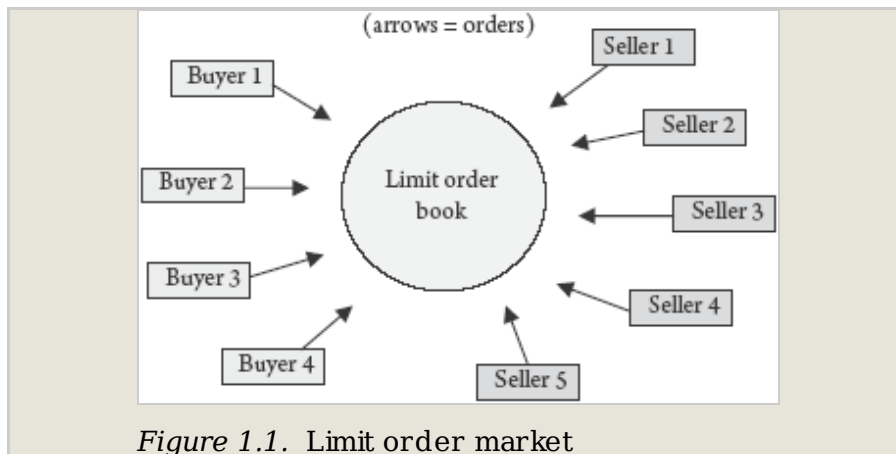 (arrows = orders)
Buyer 1
Seller 1
Seller 2
Buyer 2
Limit order
book
Seller 3
Buyer 3
Seller 4
Buyer 4
Seller 5
Figure 1.1. Limit order market